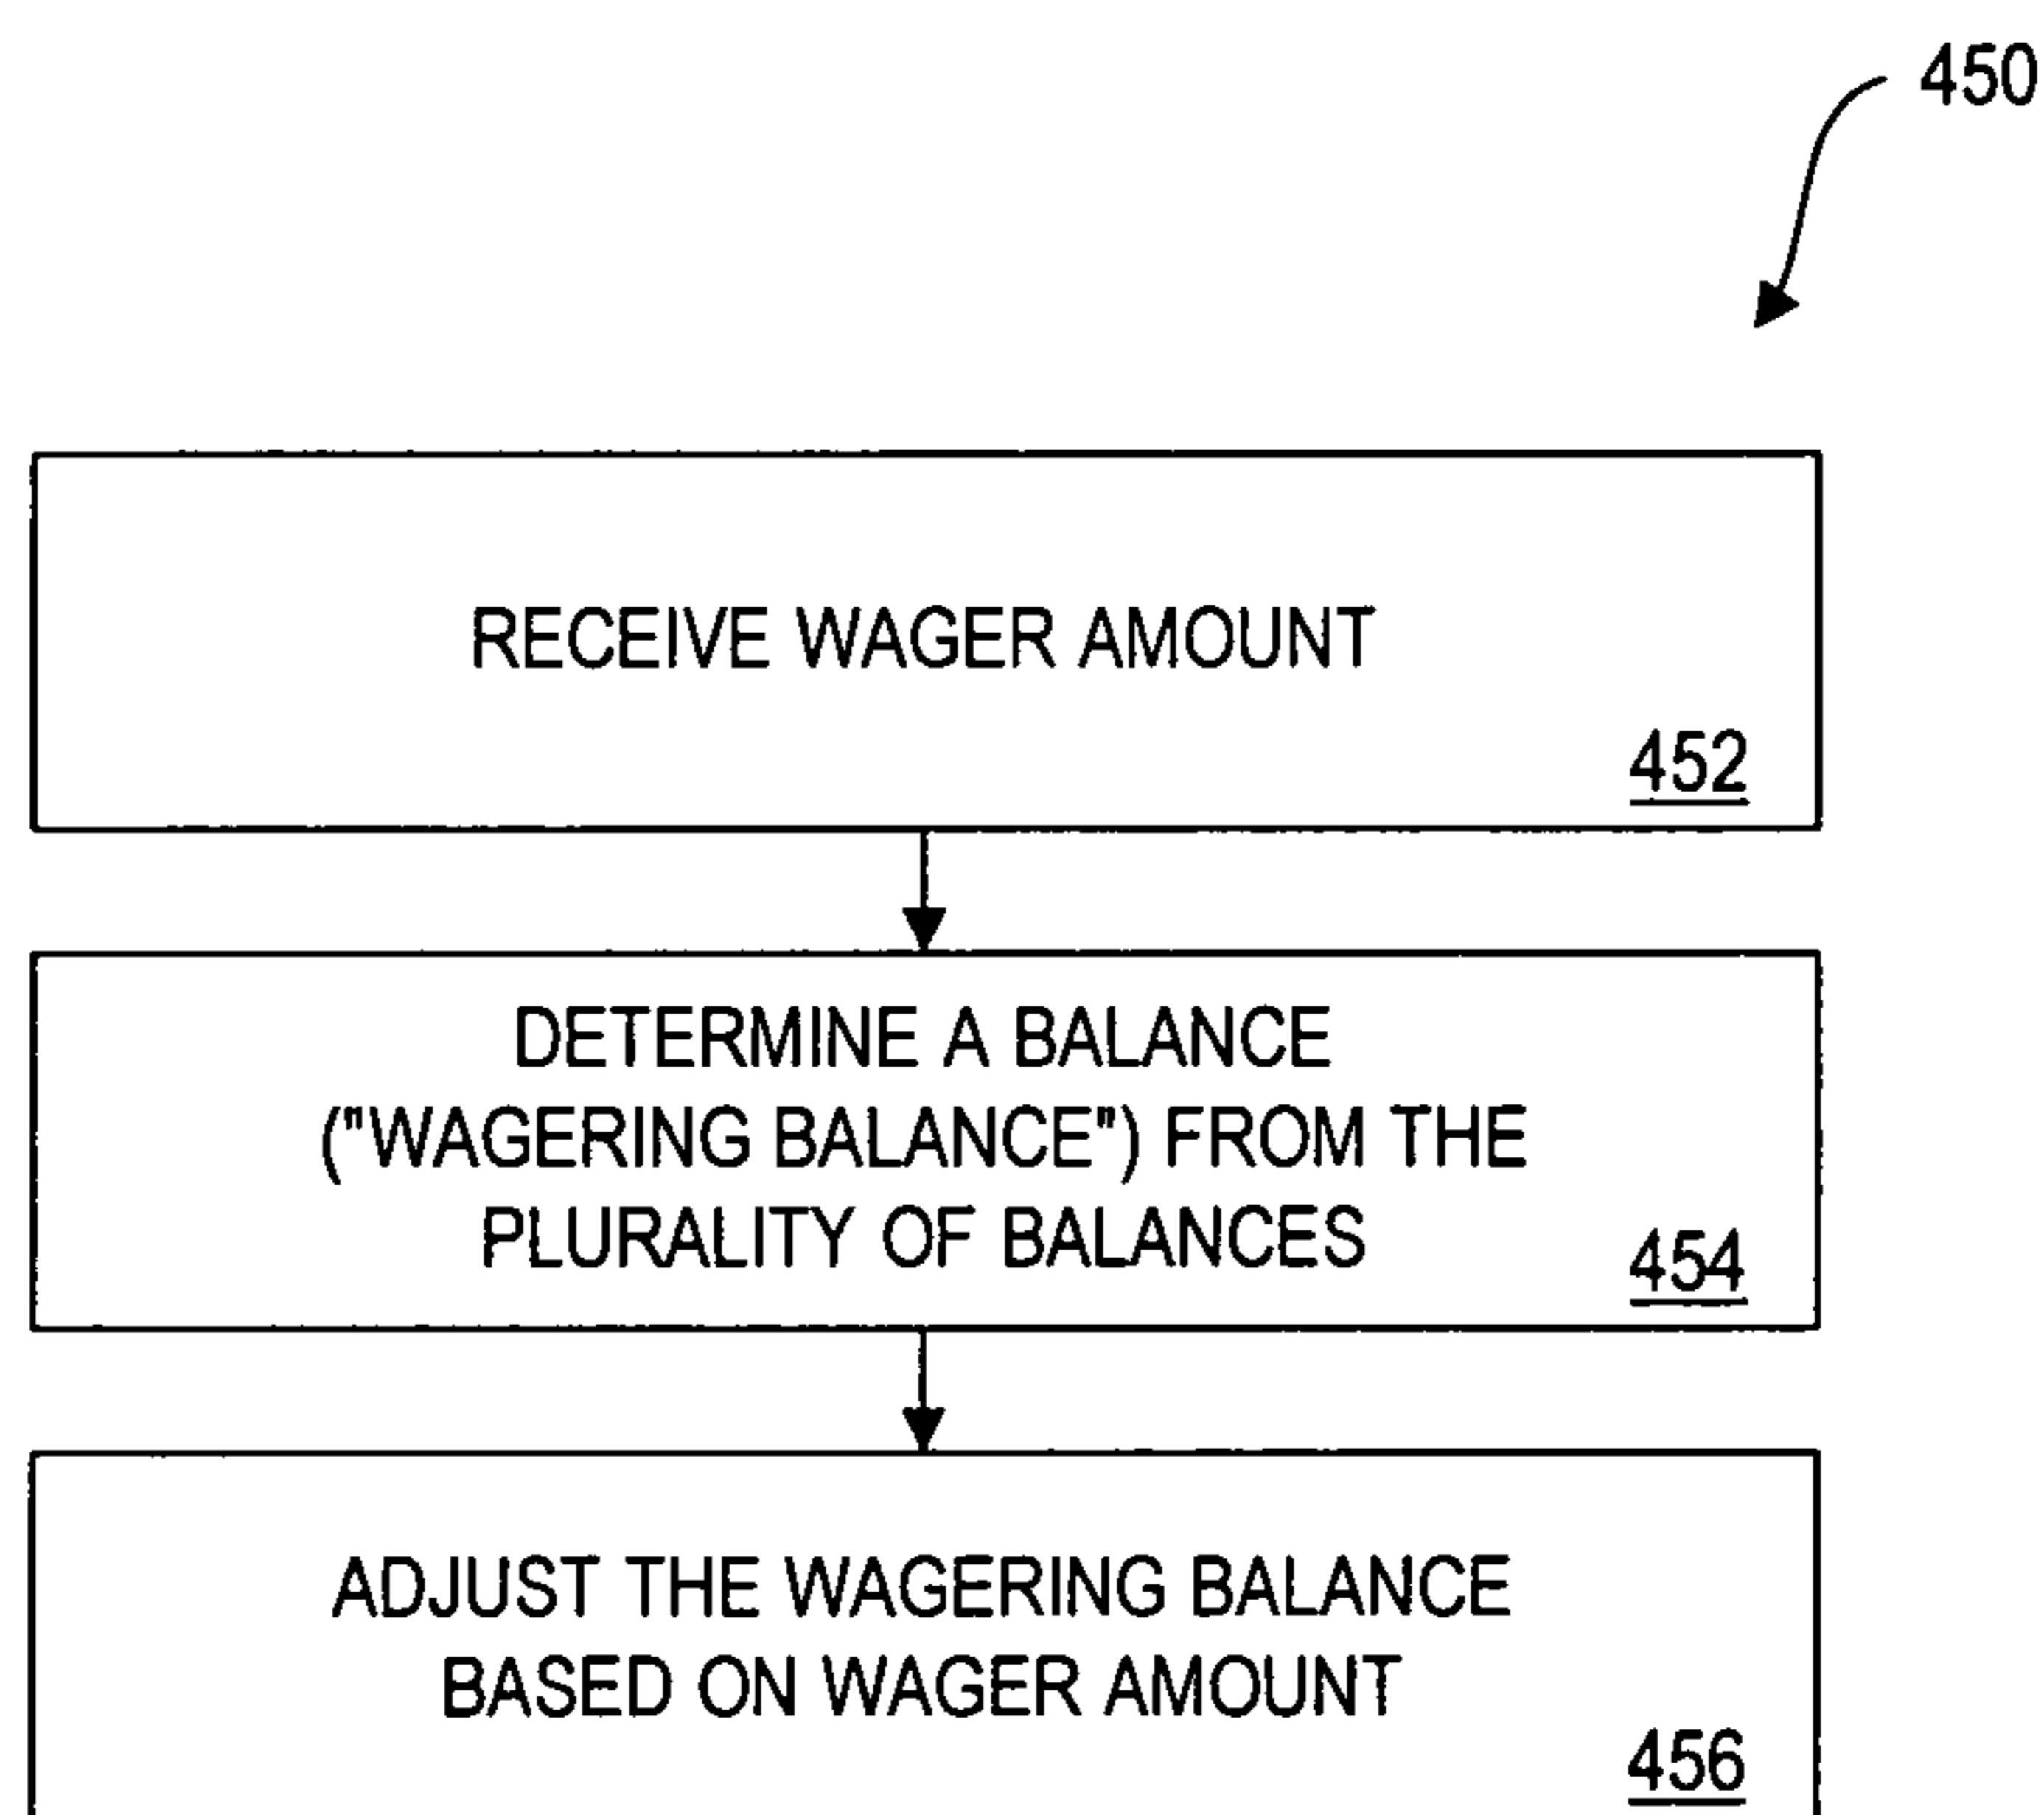 450
RECEIVE WAGER AMOUNT
452
DETERMINE A BALANCE
("WAGERING BALANCE") FROM THE
PLURALITY OF BALANCES
454
ADJUST THE WAGERING BALANCE
BASED ON WAGER AMOUNT
456